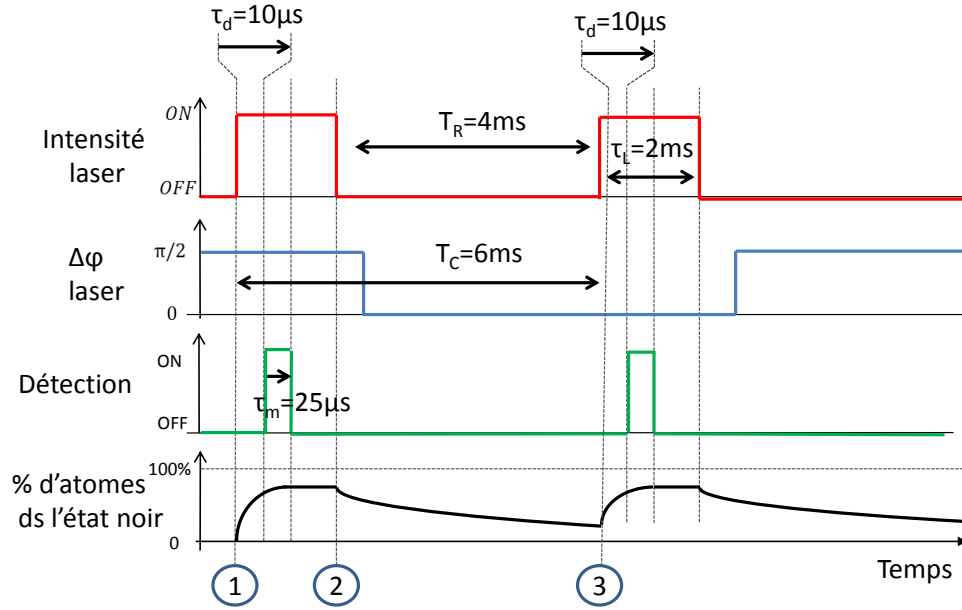 τd=10µs
τd=10µs
ON
Intensité
laser
TR=4ms
τL=2ms
OFF
π/2
Δφ
laser
TC=6ms
0
ON
Détection
τm=25µs
OFF
100%
% d'atomes
ds l'état noir
0
Temps
1
2
3